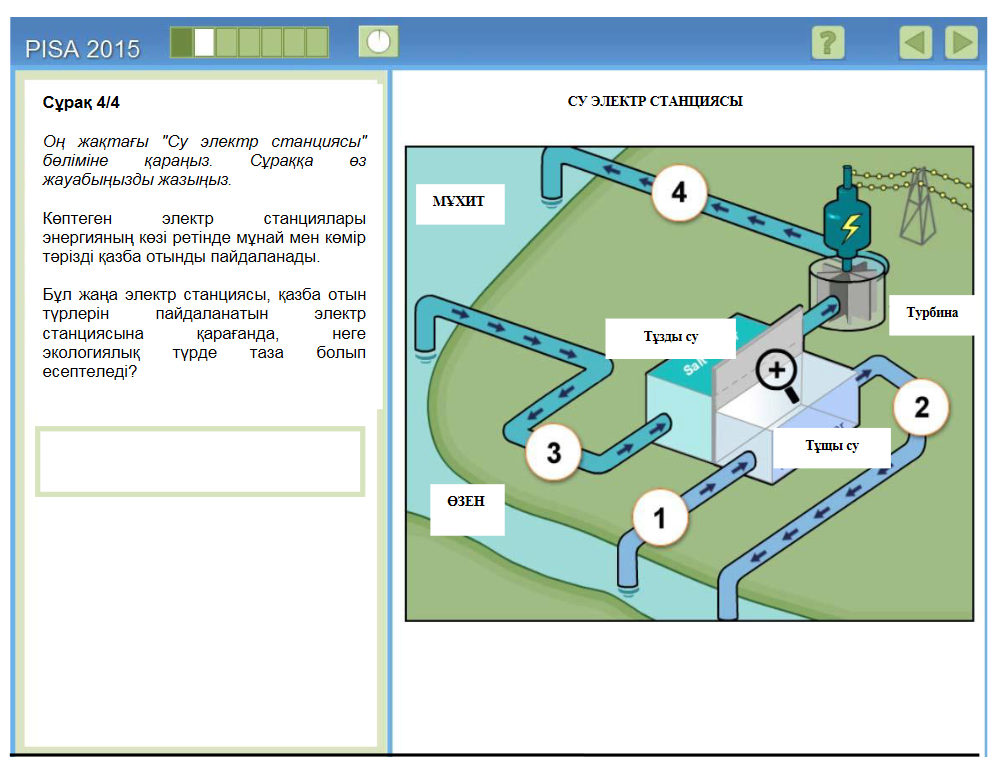 PISA 2015
?
Сұрақ 4/4
Оң жақтағы "Су электр станциясы"
бөліміне қараңыз. Сұраққа өз
жауабыңызды жазыңыз.
Көптеген электр станциялары
энергияның көзі ретінде мұнай мен көмір
тәрізді қазба отынды пайдаланады.
Бұл жаңа электр станциясы, қазба отын
түрлерін пайдаланатын электр
станциясына қарағанда, неге
экологиялық түрде таза болып
есептеледі?
СУ ЭЛЕКТР СТАНЦИЯСЫ
4
МҰХИТ
Турбина
Тұзды су
Salt
2
Тұщы су
3
ӨЗЕН
1